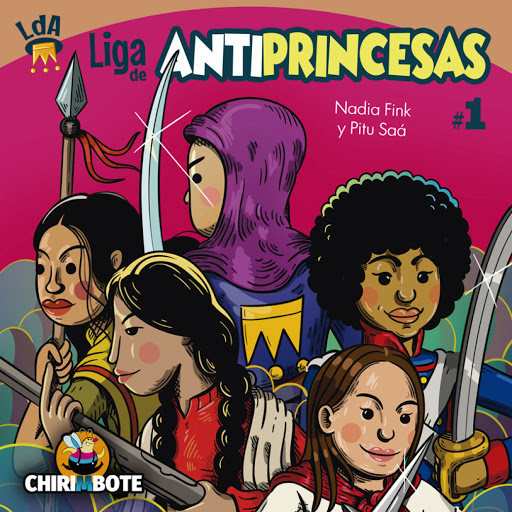 LdA
Liga de ANTIPRINCESAS
Nadia Fink
y Pitu Saá
#1
CHIRIMBOTE